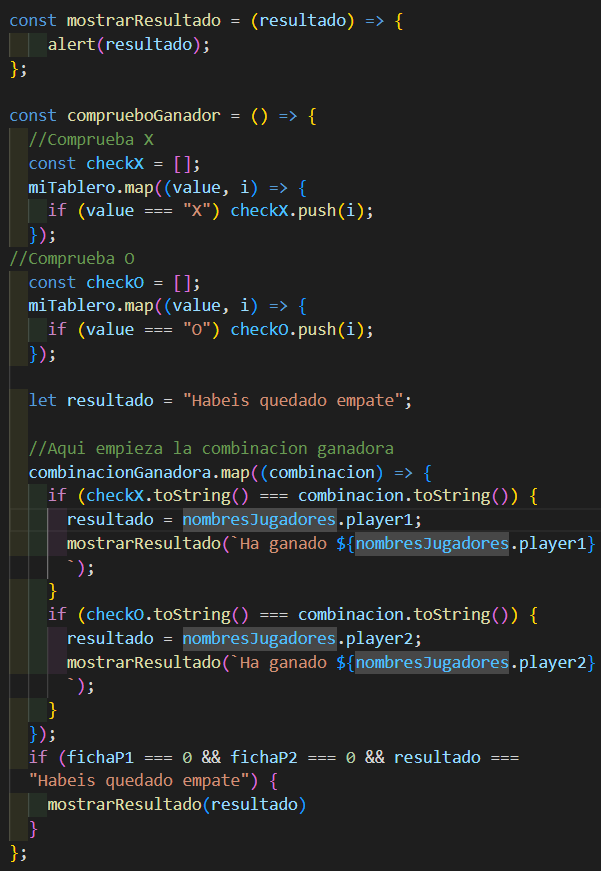 const mostrarResultado = (resultado) => {
    alert(resultado);
};

const comprueboGanador = () => {
  //Comprueba X
  const checkX = [];
  miTablero.map((value, i) => {
    if (value === "X") checkX.push(i);
  });
//Comprueba O
  const checkO = [];
  miTablero.map((value, i) => {
    if (value === "O") checkO.push(i);
  });

  let resultado = "Habeis quedado empate";

  //Aqui empieza la combinacion ganadora
  combinacionGanadora.map((combinacion) => {
    if (checkX.toString() === combinacion.toString()) {
      resultado = nombresJugadores.player1;
      mostrarResultado(`Ha ganado ${nombresJugadores.player1}
      `);
    }
    if (checkO.toString() === combinacion.toString()) {
      resultado = nombresJugadores.player2;
      mostrarResultado(`Ha ganado ${nombresJugadores.player2}
      `);
    }
  });
  if (fichaP1 === 0 && fichaP2 === 0 && resultado ===
  "Habeis quedado empate") {
    mostrarResultado(resultado)
  }
};